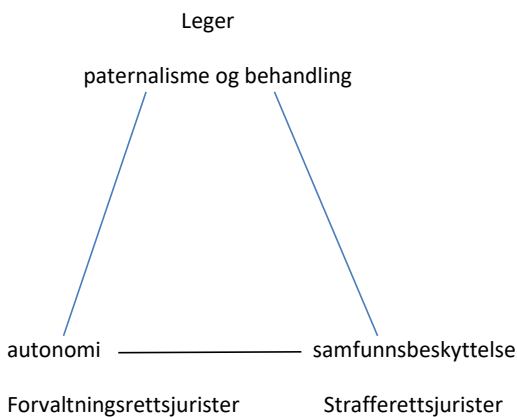 Leger
paternalisme og behandling
autonomi
samfunnsbeskyttelse
Forvaltningsrettsjurister
Strafferettsjurister